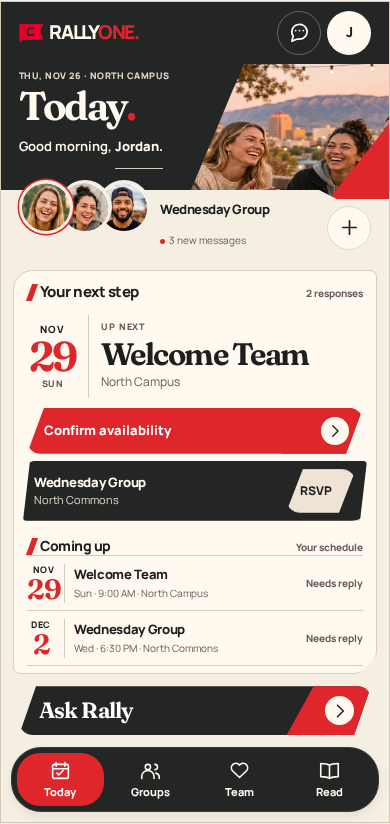 C RALLYONE.
J
THU, NOV 26 · NORTH CAMPUS
Today.
Good morning, Jordan.
Wednesday Group
3 new messages
Your next step
2 responses
NOV
29
SUN
UP NEXT
Welcome Team
North Campus
Confirm availability
Wednesday Group
North Commons
RSVP
Coming up
Your schedule
NOV
29
Welcome Team
Sun · 9:00 AM · North Campus
Needs reply
DEC
2
Wednesday Group
Wed · 6:30 PM · North Commons
Needs reply
Ask Rally
Today
Groups
Team
Read